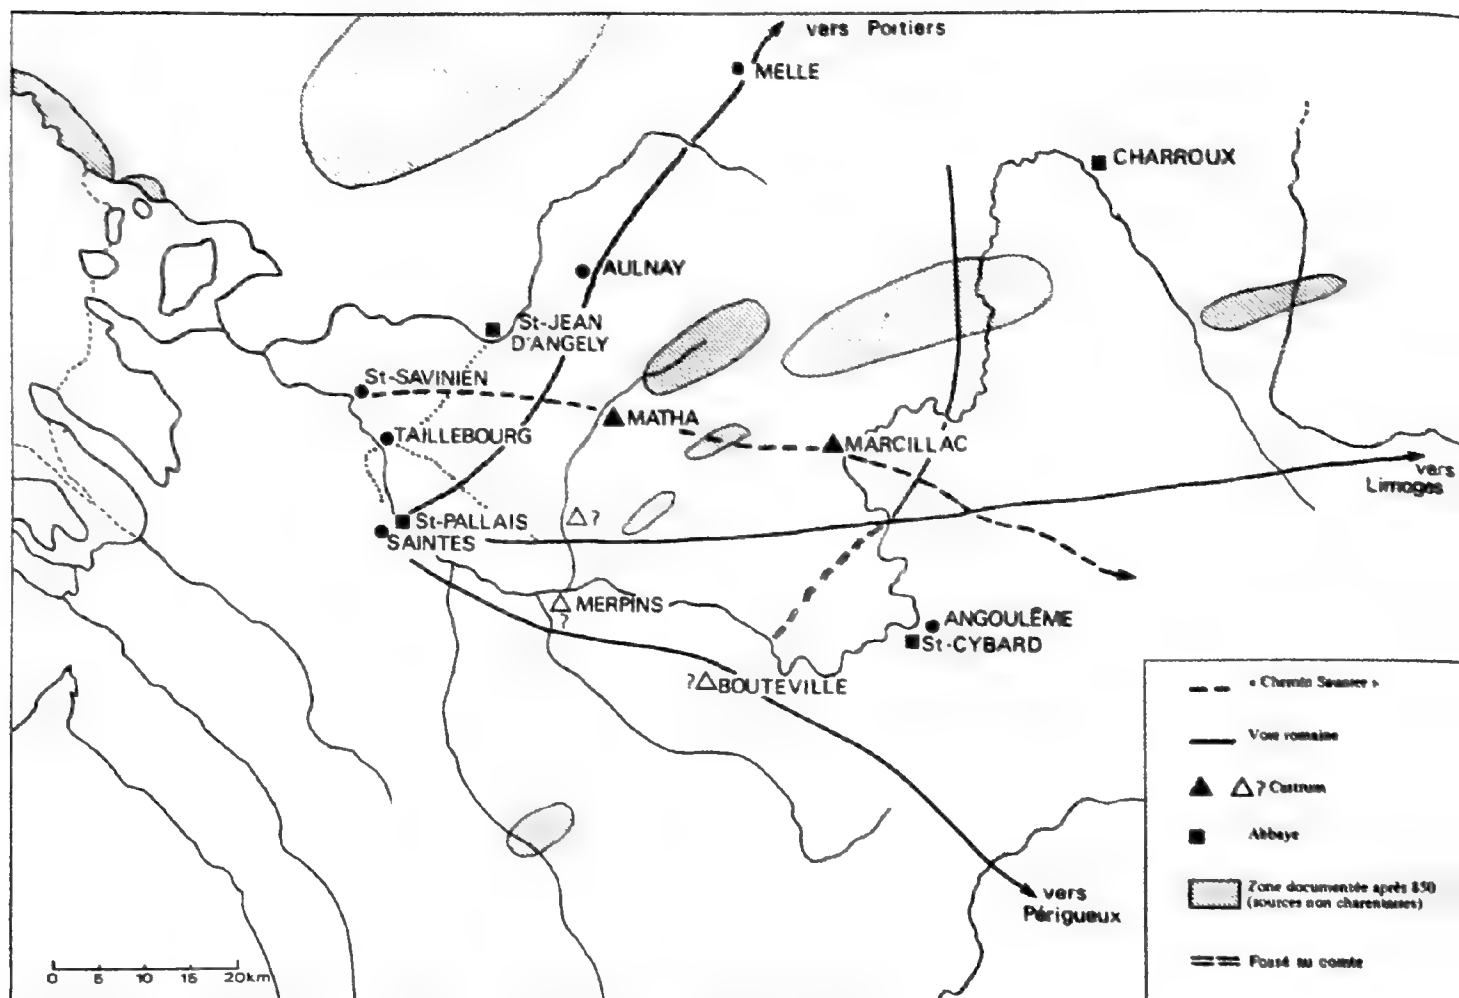 vers Poitiers
MELLE
CHARROUX
AULNAY
St-JEAN
D'ANGELY
St-SAVINIEN
MATHA
TAILLEBOURG
MARCILLAC
vers
Limoges
St-PALLAIS
SAINTES
?
MERPINS
?
ANGOULÊME
St-CYBARD
? BOUTEVILLE
vers
Périgueux
« Chemin Saunier »
Voie romaine
? Castrum
Abbaye
Zone documentée après 850
(sources non charentaises)
Fossé au comte
0 5 10 15 20km